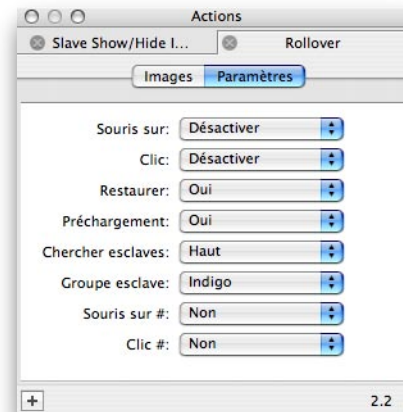 Actions
Slave Show/Hide I... Rollover
Images Paramètres
Souris sur: Désactiver
Clic: Désactiver
Restaurer: Oui
Préchargement: Oui
Chercher esclaves: Haut
Groupe esclave: Indigo
Souris sur #: Non
Clic #: Non
+ 2.2